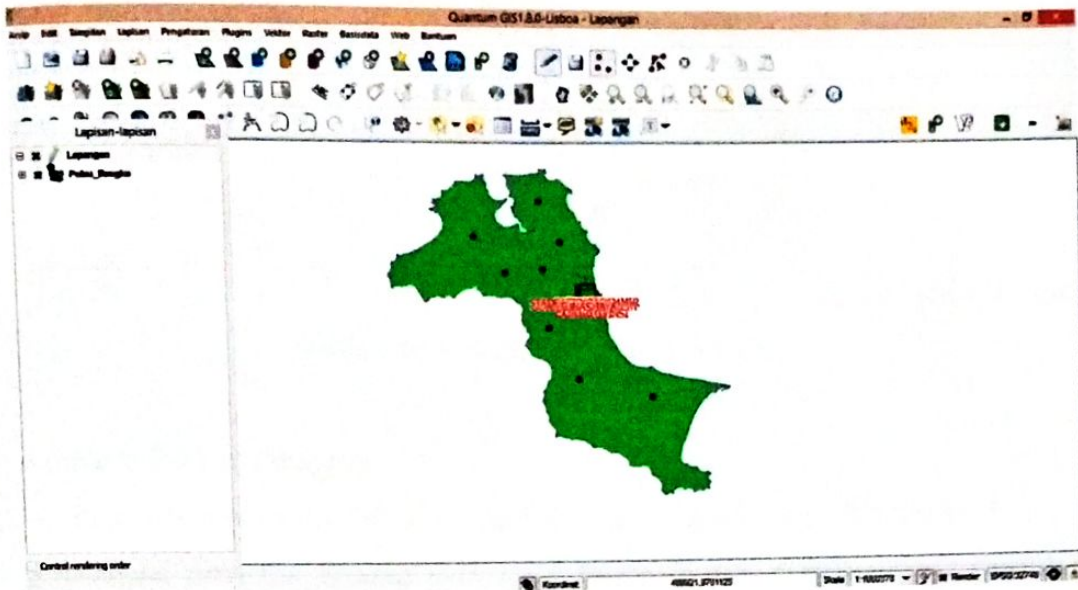 Quantum GIS 1.8.0-Lisboa - Lapangan
Arsip Edit Tampilan Lapisan Pengaturan Plugins Vektor Raster Basisdata Web Bantuan
Lapisan-lapisan
Lapangan
Pulau_Bangka
Control rendering order
Koordinat: Skala Render